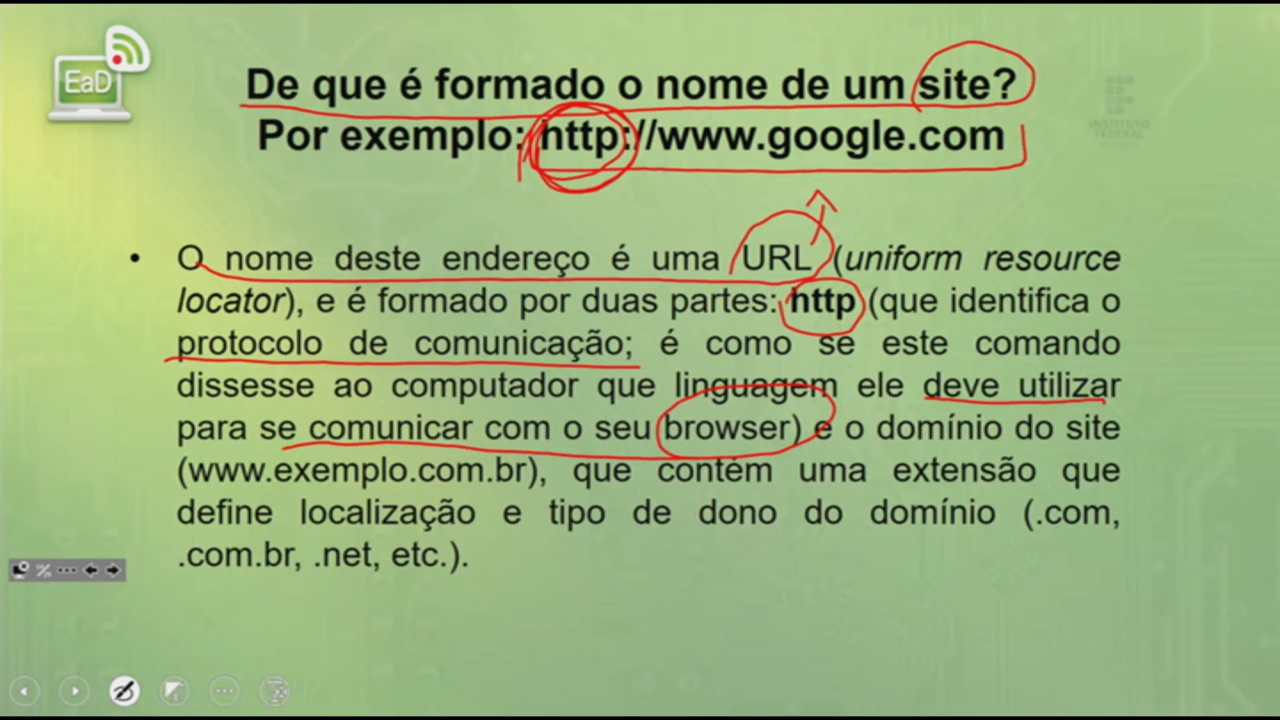 EaD
De que é formado o nome de um site?
Por exemplo: http://www.google.com
INSTITUTO
FEDERAL
• O nome deste endereço é uma URL (uniform resource
locator), e é formado por duas partes: http (que identifica o
protocolo de comunicação; é como se este comando
dissesse ao computador que linguagem ele deve utilizar
para se comunicar com o seu browser) e o domínio do site
(www.exemplo.com.br), que contém uma extensão que
define localização e tipo de dono do domínio (.com,
.com.br, .net, etc.).